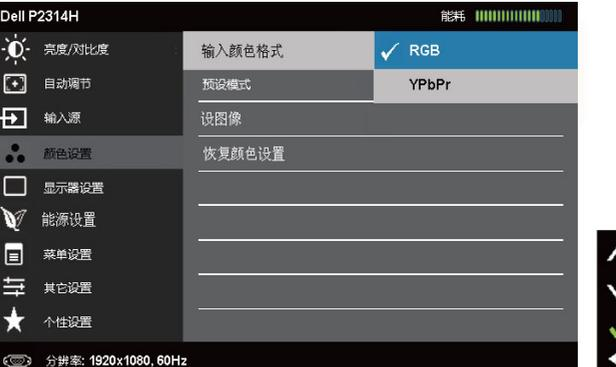 Dell P2314H 能耗
亮度/对比度 输入颜色格式 RGB
自动调节 预设模式 YPbPr
输入源 设图像
颜色设置 恢复颜色设置
显示器设置
能源设置
菜单设置
其它设置
个性设置
分辨率: 1920x1080, 60Hz